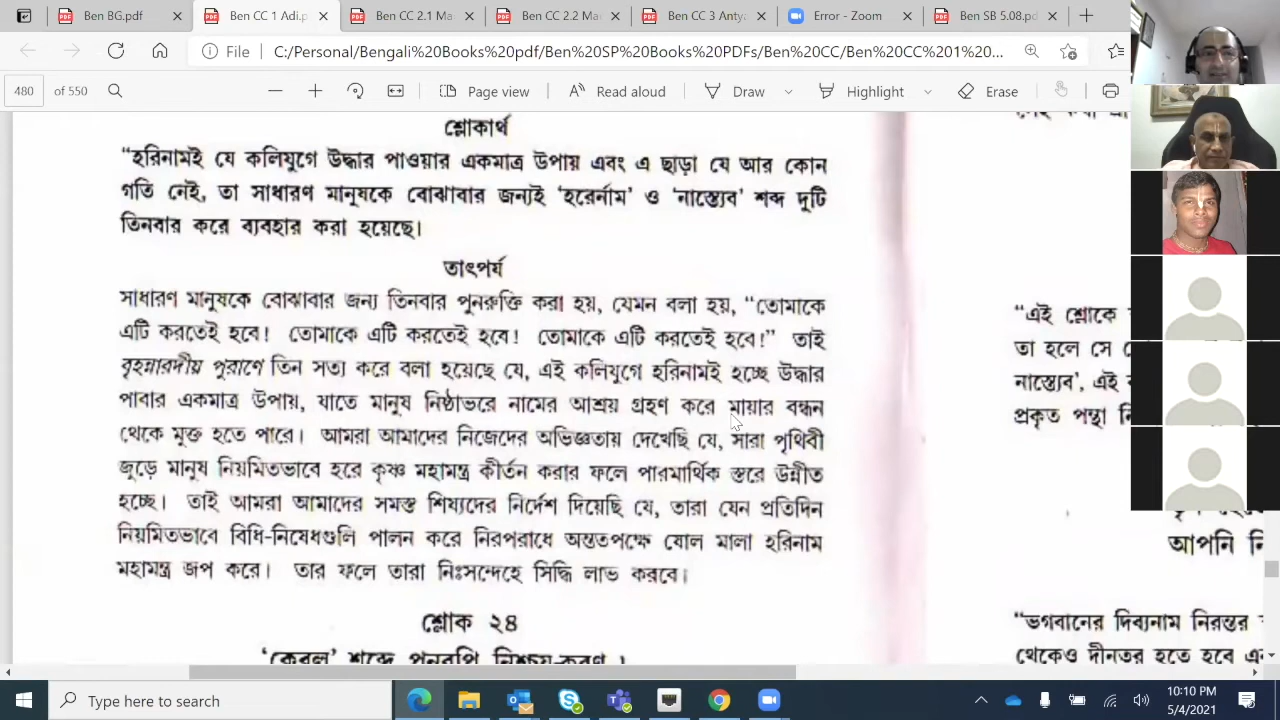 Ben BG.pdf
Ben CC 1 Adi.p
Ben CC 2.1 Ma
Ben CC 2.2 Ma
Ben CC 3 Anty
Error - Zoom
Ben SB 5.08.pd
File
C:/Personal/Bengali%20Books%20pdf/Ben%20SP%20Books%20PDFs/Ben%20CC/Ben%20CC%201%20...
480 of 550
Page view
Read aloud
Draw
Highlight
Erase
শ্লোকার্থ
“হরিনামই যে কলিযুগে উদ্ধার পাওয়ার একমাত্র উপায় এবং এ ছাড়া যে আর কোন
গতি নেই, তা সাধারণ মানুষকে বোঝাবার জন্যই ‘হরের্নাম’ ও ‘নাস্ত্যেব’ শব্দ দুটি
তিনবার করে ব্যবহার করা হয়েছে।
তাৎপর্য
সাধারণ মানুষকে বোঝাবার জন্য তিনবার পুনরুক্তি করা হয়, যেমন বলা হয়, “তোমাকে
এটি করতেই হবে! তোমাকে এটি করতেই হবে! তোমাকে এটি করতেই হবে!” তাই
বৃহন্নারদীয় পুরাণে তিন সত্য করে বলা হয়েছে যে, এই কলিযুগে হরিনামই হচ্ছে উদ্ধার
পাবার একমাত্র উপায়, যাতে মানুষ নিষ্ঠাভরে নামের আশ্রয় গ্রহণ করে মায়ার বন্ধন
থেকে মুক্ত হতে পারে। আমরা আমাদের নিজেদের অভিজ্ঞতায় দেখেছি যে, সারা পৃথিবী
জুড়ে মানুষ নিয়মিতভাবে হরে কৃষ্ণ মহামন্ত্র কীর্তন করার ফলে পারমার্থিক স্তরে উন্নীত
হচ্ছে। তাই আমরা আমাদের সমস্ত শিষ্যদের নির্দেশ দিয়েছি যে, তারা যেন প্রতিদিন
নিয়মিতভাবে বিধি-নিষেধগুলি পালন করে নিরপরাধে অন্ততপক্ষে ষোল মালা হরিনাম
মহামন্ত্র জপ করে। তার ফলে তারা নিঃসন্দেহে সিদ্ধি লাভ করবে।
শ্লোক ২৪
‘কেবল’ শব্দে পুনরপি নিশ্চয়-করণ।
“এই শ্লোকে
তা হলে সে
নাস্ত্যেব’, এই
প্রকৃত পন্থা
আপনি
“ভগবানের দিব্যনাম নিরন্তর
থেকেও দীনতর হতে হবে
Type here to search
10:10 PM
5/4/2021